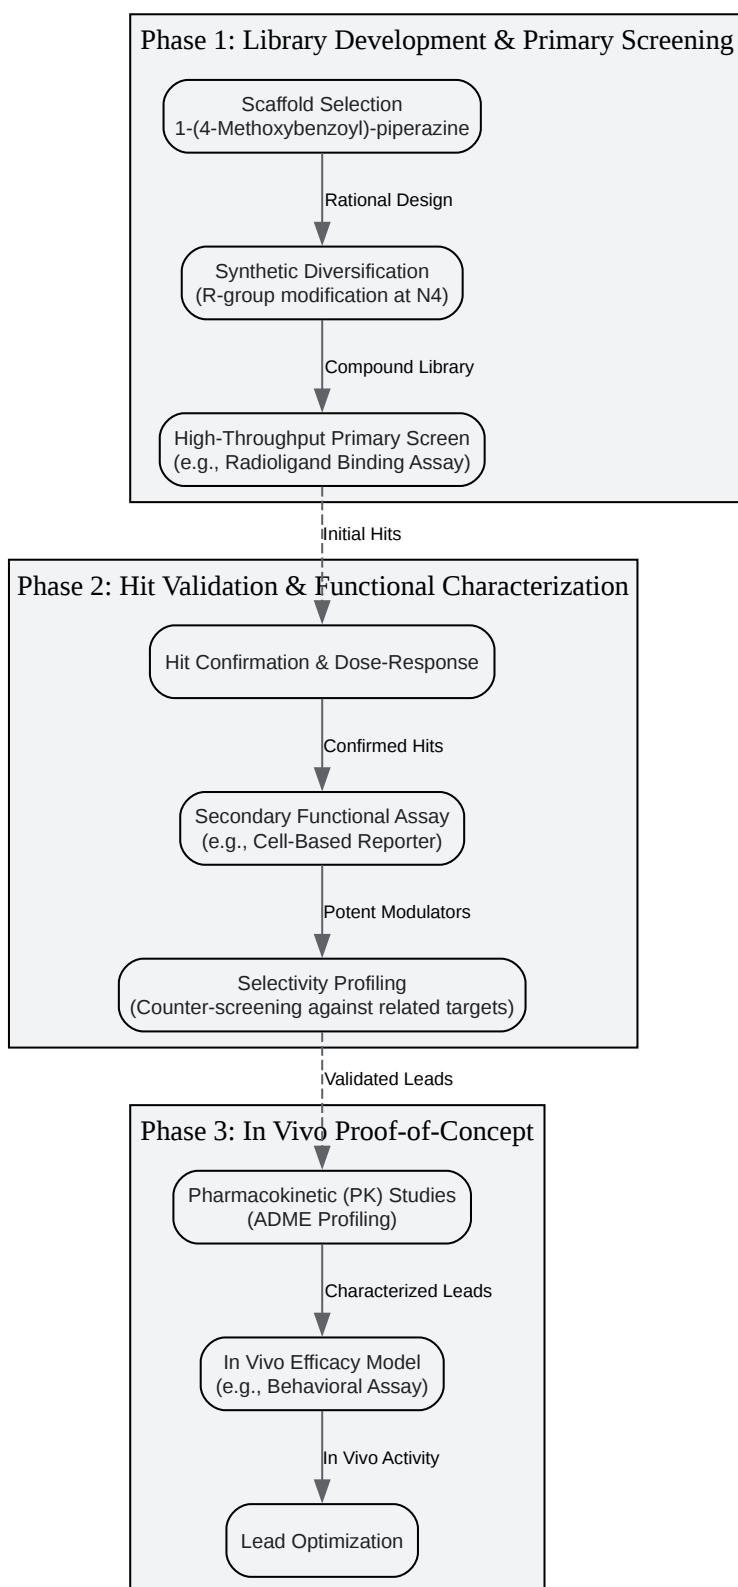 Phase 1: Library Development & Primary Screening
Scaffold Selection
1-(4-Methoxybenzoyl)-piperazine
Rational Design
Synthetic Diversification
(R-group modification at N4)
Compound Library
High-Throughput Primary Screen
(e.g., Radioligand Binding Assay)
Initial Hits
Phase 2: Hit Validation & Functional Characterization
Hit Confirmation & Dose-Response
Confirmed Hits
Secondary Functional Assay
(e.g., Cell-Based Reporter)
Potent Modulators
Selectivity Profiling
(Counter-screening against related targets)
Validated Leads
Phase 3: In Vivo Proof-of-Concept
Pharmacokinetic (PK) Studies
(ADME Profiling)
Characterized Leads
In Vivo Efficacy Model
(e.g., Behavioral Assay)
In Vivo Activity
Lead Optimization